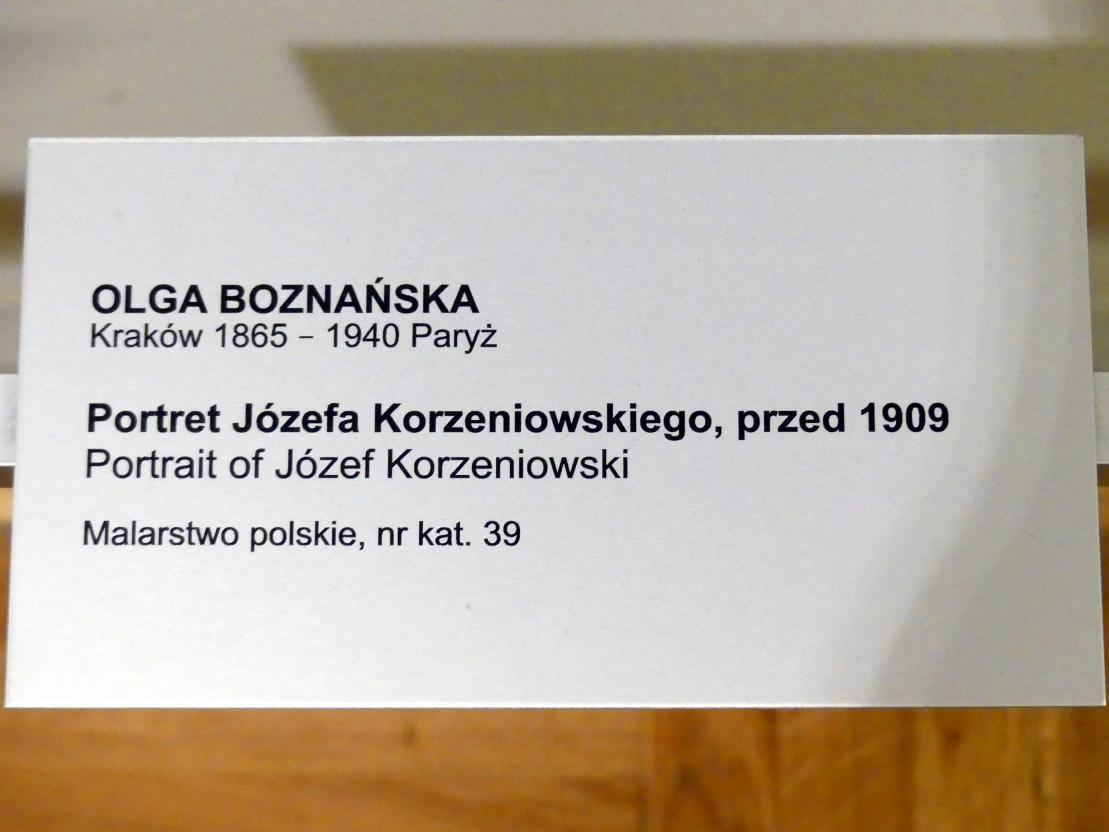 OLGA BOZNAŃSKA
Kraków 1865 – 1940 Paryż
Portret Józefa Korzeniowskiego, przed 1909
Portrait of Józef Korzeniowski
Malarstwo polskie, nr kat. 39